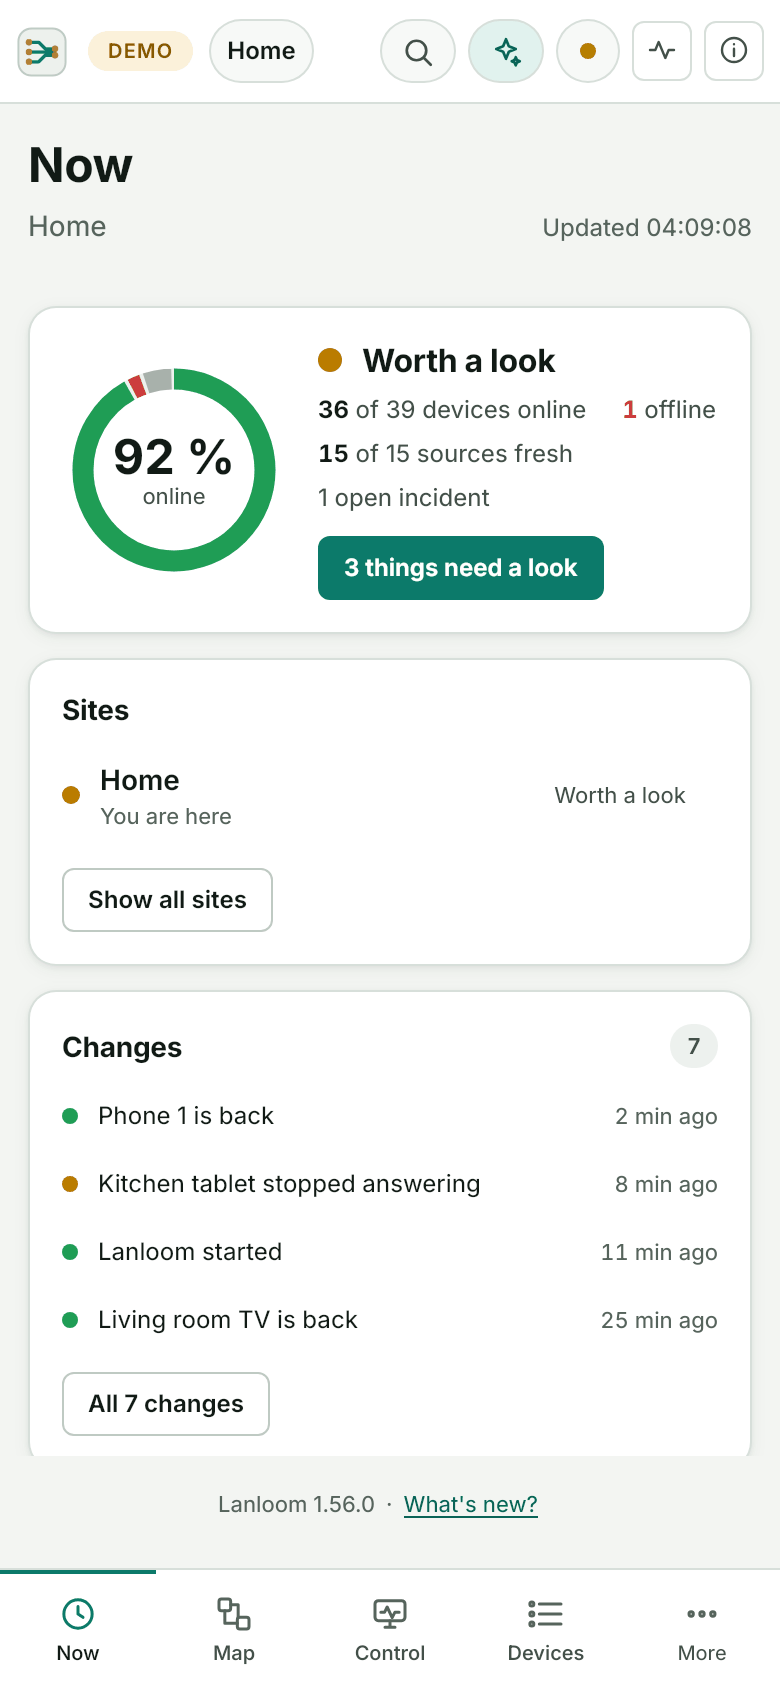 DEMO Home
Now
Home Updated 04:09:08
92 %
online
Worth a look
36 of 39 devices online 1 offline
15 of 15 sources fresh
1 open incident
3 things need a look
Sites
Home
You are here
Worth a look
Show all sites
Changes 7
Phone 1 is back 2 min ago
Kitchen tablet stopped answering 8 min ago
Lanloom started 11 min ago
Living room TV is back 25 min ago
All 7 changes
Lanloom 1.56.0 · What's new?
Now Map Control Devices More